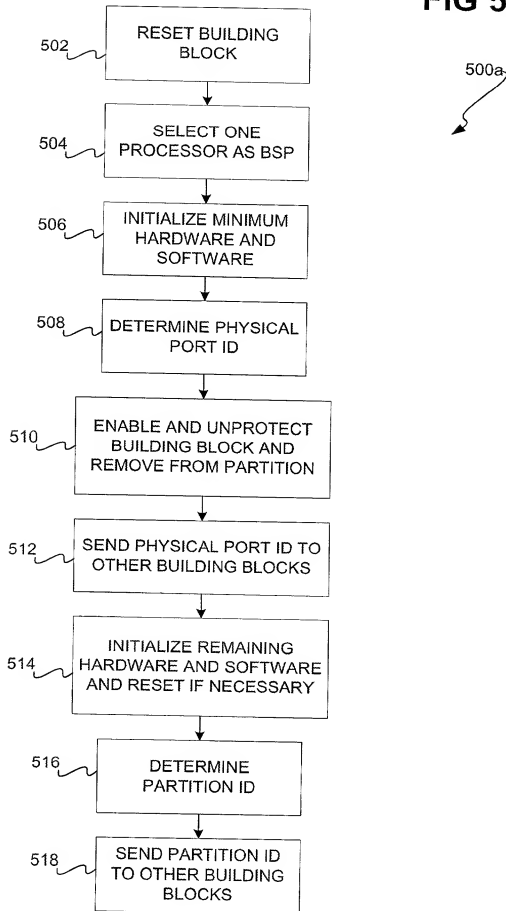 FIG 5
500a
502
RESET BUILDING
BLOCK
504
SELECT ONE
PROCESSOR AS BSP
506
INITIALIZE MINIMUM
HARDWARE AND
SOFTWARE
508
DETERMINE PHYSICAL
PORT ID
510
ENABLE AND UNPROTECT
BUILDING BLOCK AND
REMOVE FROM PARTITION
512
SEND PHYSICAL PORT ID TO
OTHER BUILDING BLOCKS
514
INITIALIZE REMAINING
HARDWARE AND SOFTWARE
AND RESET IF NECESSARY
516
DETERMINE
PARTITION ID
518
SEND PARTITION ID
TO OTHER BUILDING
BLOCKS